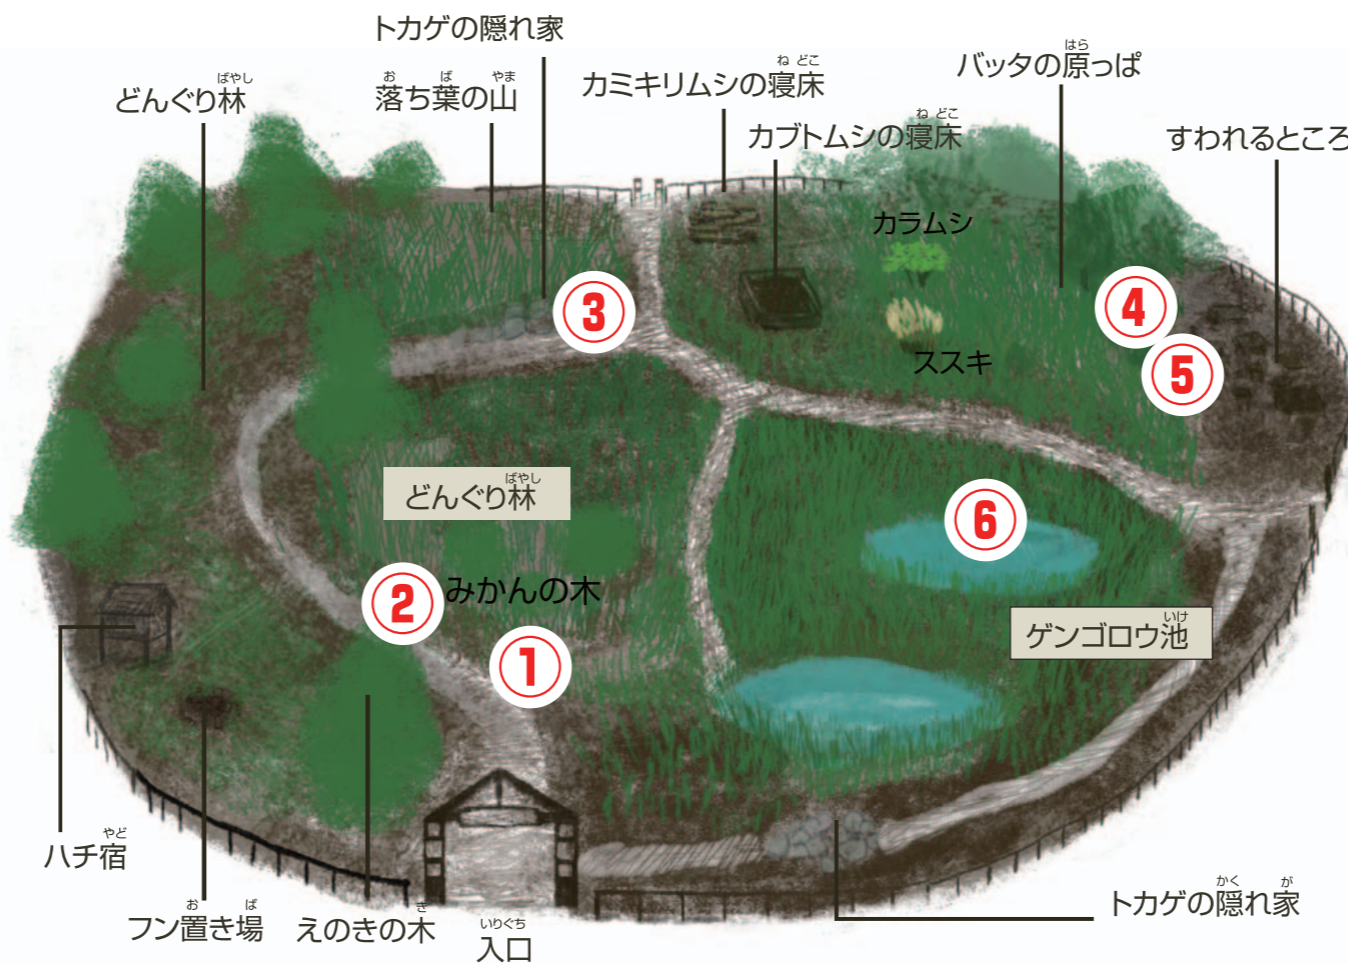 トカゲの隠れ家
どんぐり林
ばやし
落ち葉の山
お ば やま
カミキリムシの寝床
ね どこ
バッタの原っぱ
はら
カブトムシの寝床
ね どこ
すわれるところ
カラムシ
③
④
ススキ
⑤
どんぐり林
ばやし
⑥
②
みかんの木
①
ゲンゴロウ池
いけ
ハチ宿
やど
フン置き場
お ば
えのきの木
き
入口
いりぐち
トカゲの隠れ家
かく が